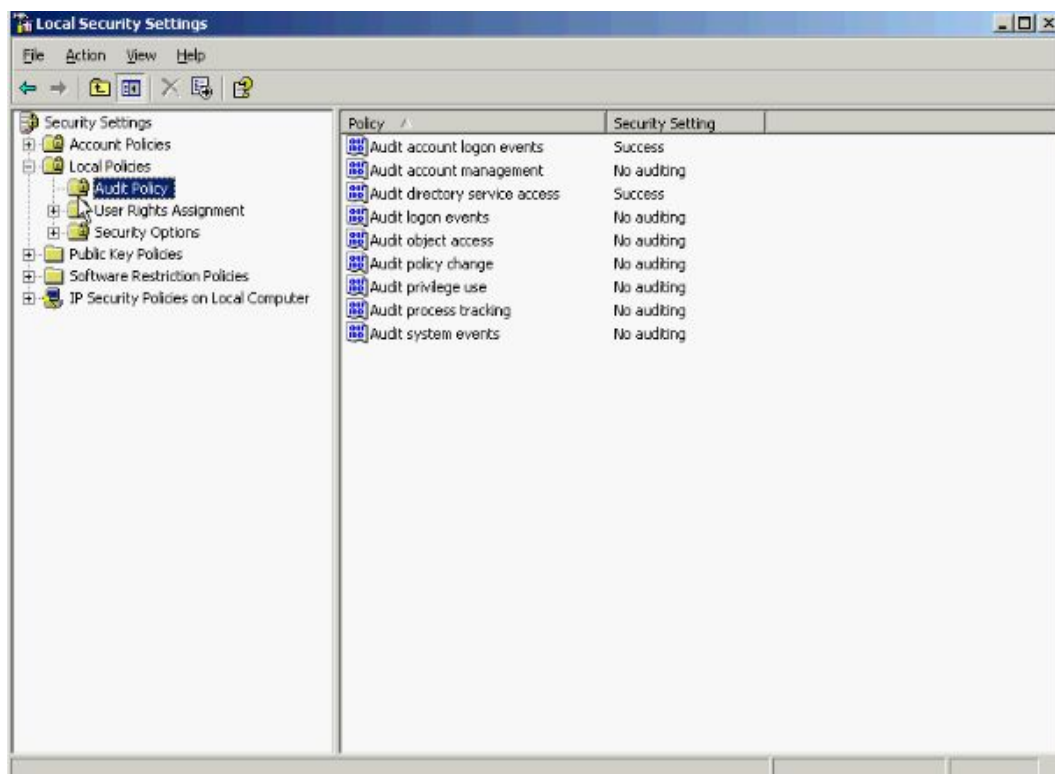 Local Security Settings
File Action View Help
Security Settings
Account Policies
Local Policies
Audit Policy
User Rights Assignment
Security Options
Public Key Policies
Software Restriction Policies
IP Security Policies on Local Computer
Policy Security Setting
Audit account logon events Success
Audit account management No auditing
Audit directory service access Success
Audit logon events No auditing
Audit object access No auditing
Audit policy change No auditing
Audit privilege use No auditing
Audit process tracking No auditing
Audit system events No auditing